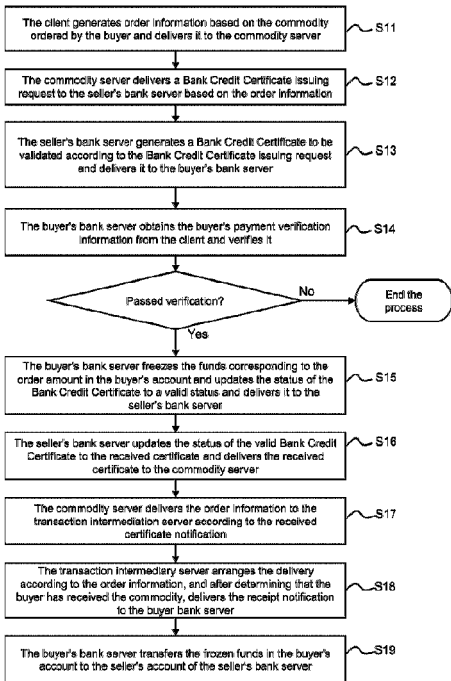 The client generates order information based on the commodity
ordered by the buyer and delivers it to the commodity server
S11
The commodity server delivers a Bank Credit Certificate issuing
request to the seller's bank server based on the order information
S12
The seller's bank server generates a Bank Credit Certificate to be
validated according to the Bank Credit Certificate issuing request
and delivers it to the buyer's bank server
S13
The buyer's bank server obtains the buyer's payment verification
information from the client and verifies it
S14
Passed verification?
No
End the
process
Yes
The buyer's bank server freezes the funds corresponding to the
order amount in the buyer's account and updates the status of the
Bank Credit Certificate to a valid status and delivers it to the
seller's bank server
S15
The seller's bank server updates the status of the valid Bank Credit
Certificate to the received certificate and delivers the received
certificate to the commodity server
S16
The commodity server delivers the order information to the
transaction intermediation server according to the received
certificate notification
S17
The transaction intermediary server arranges the delivery
according to the order information, and after determining that the
buyer has received the commodity, delivers the receipt notification
to the buyer bank server
S18
The buyer's bank server transfers the frozen funds in the buyer's
account to the seller's account of the seller's bank server
S19